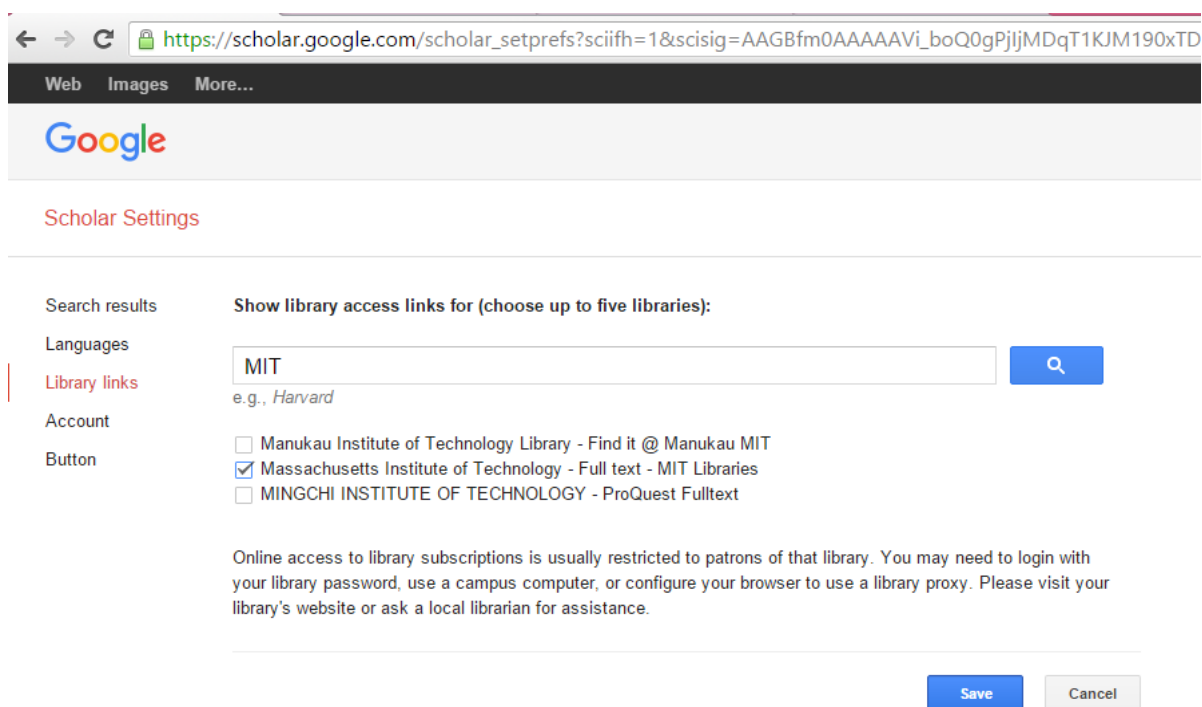 https://scholar.google.com/scholar_setprefs?sciifh=1&scisig=AAGBfm0AAAAAVi_boQ0gPjIjMDqT1KJM190xTD
Web Images More...
Google
Scholar Settings
Search results
Languages
Library links
Account
Button
Show library access links for (choose up to five libraries):
MIT
e.g., Harvard
Manukau Institute of Technology Library - Find it @ Manukau MIT
Massachusetts Institute of Technology - Full text - MIT Libraries
MINGCHI INSTITUTE OF TECHNOLOGY - ProQuest Fulltext
Online access to library subscriptions is usually restricted to patrons of that library. You may need to login with
your library password, use a campus computer, or configure your browser to use a library proxy. Please visit your
library's website or ask a local librarian for assistance.
Save Cancel